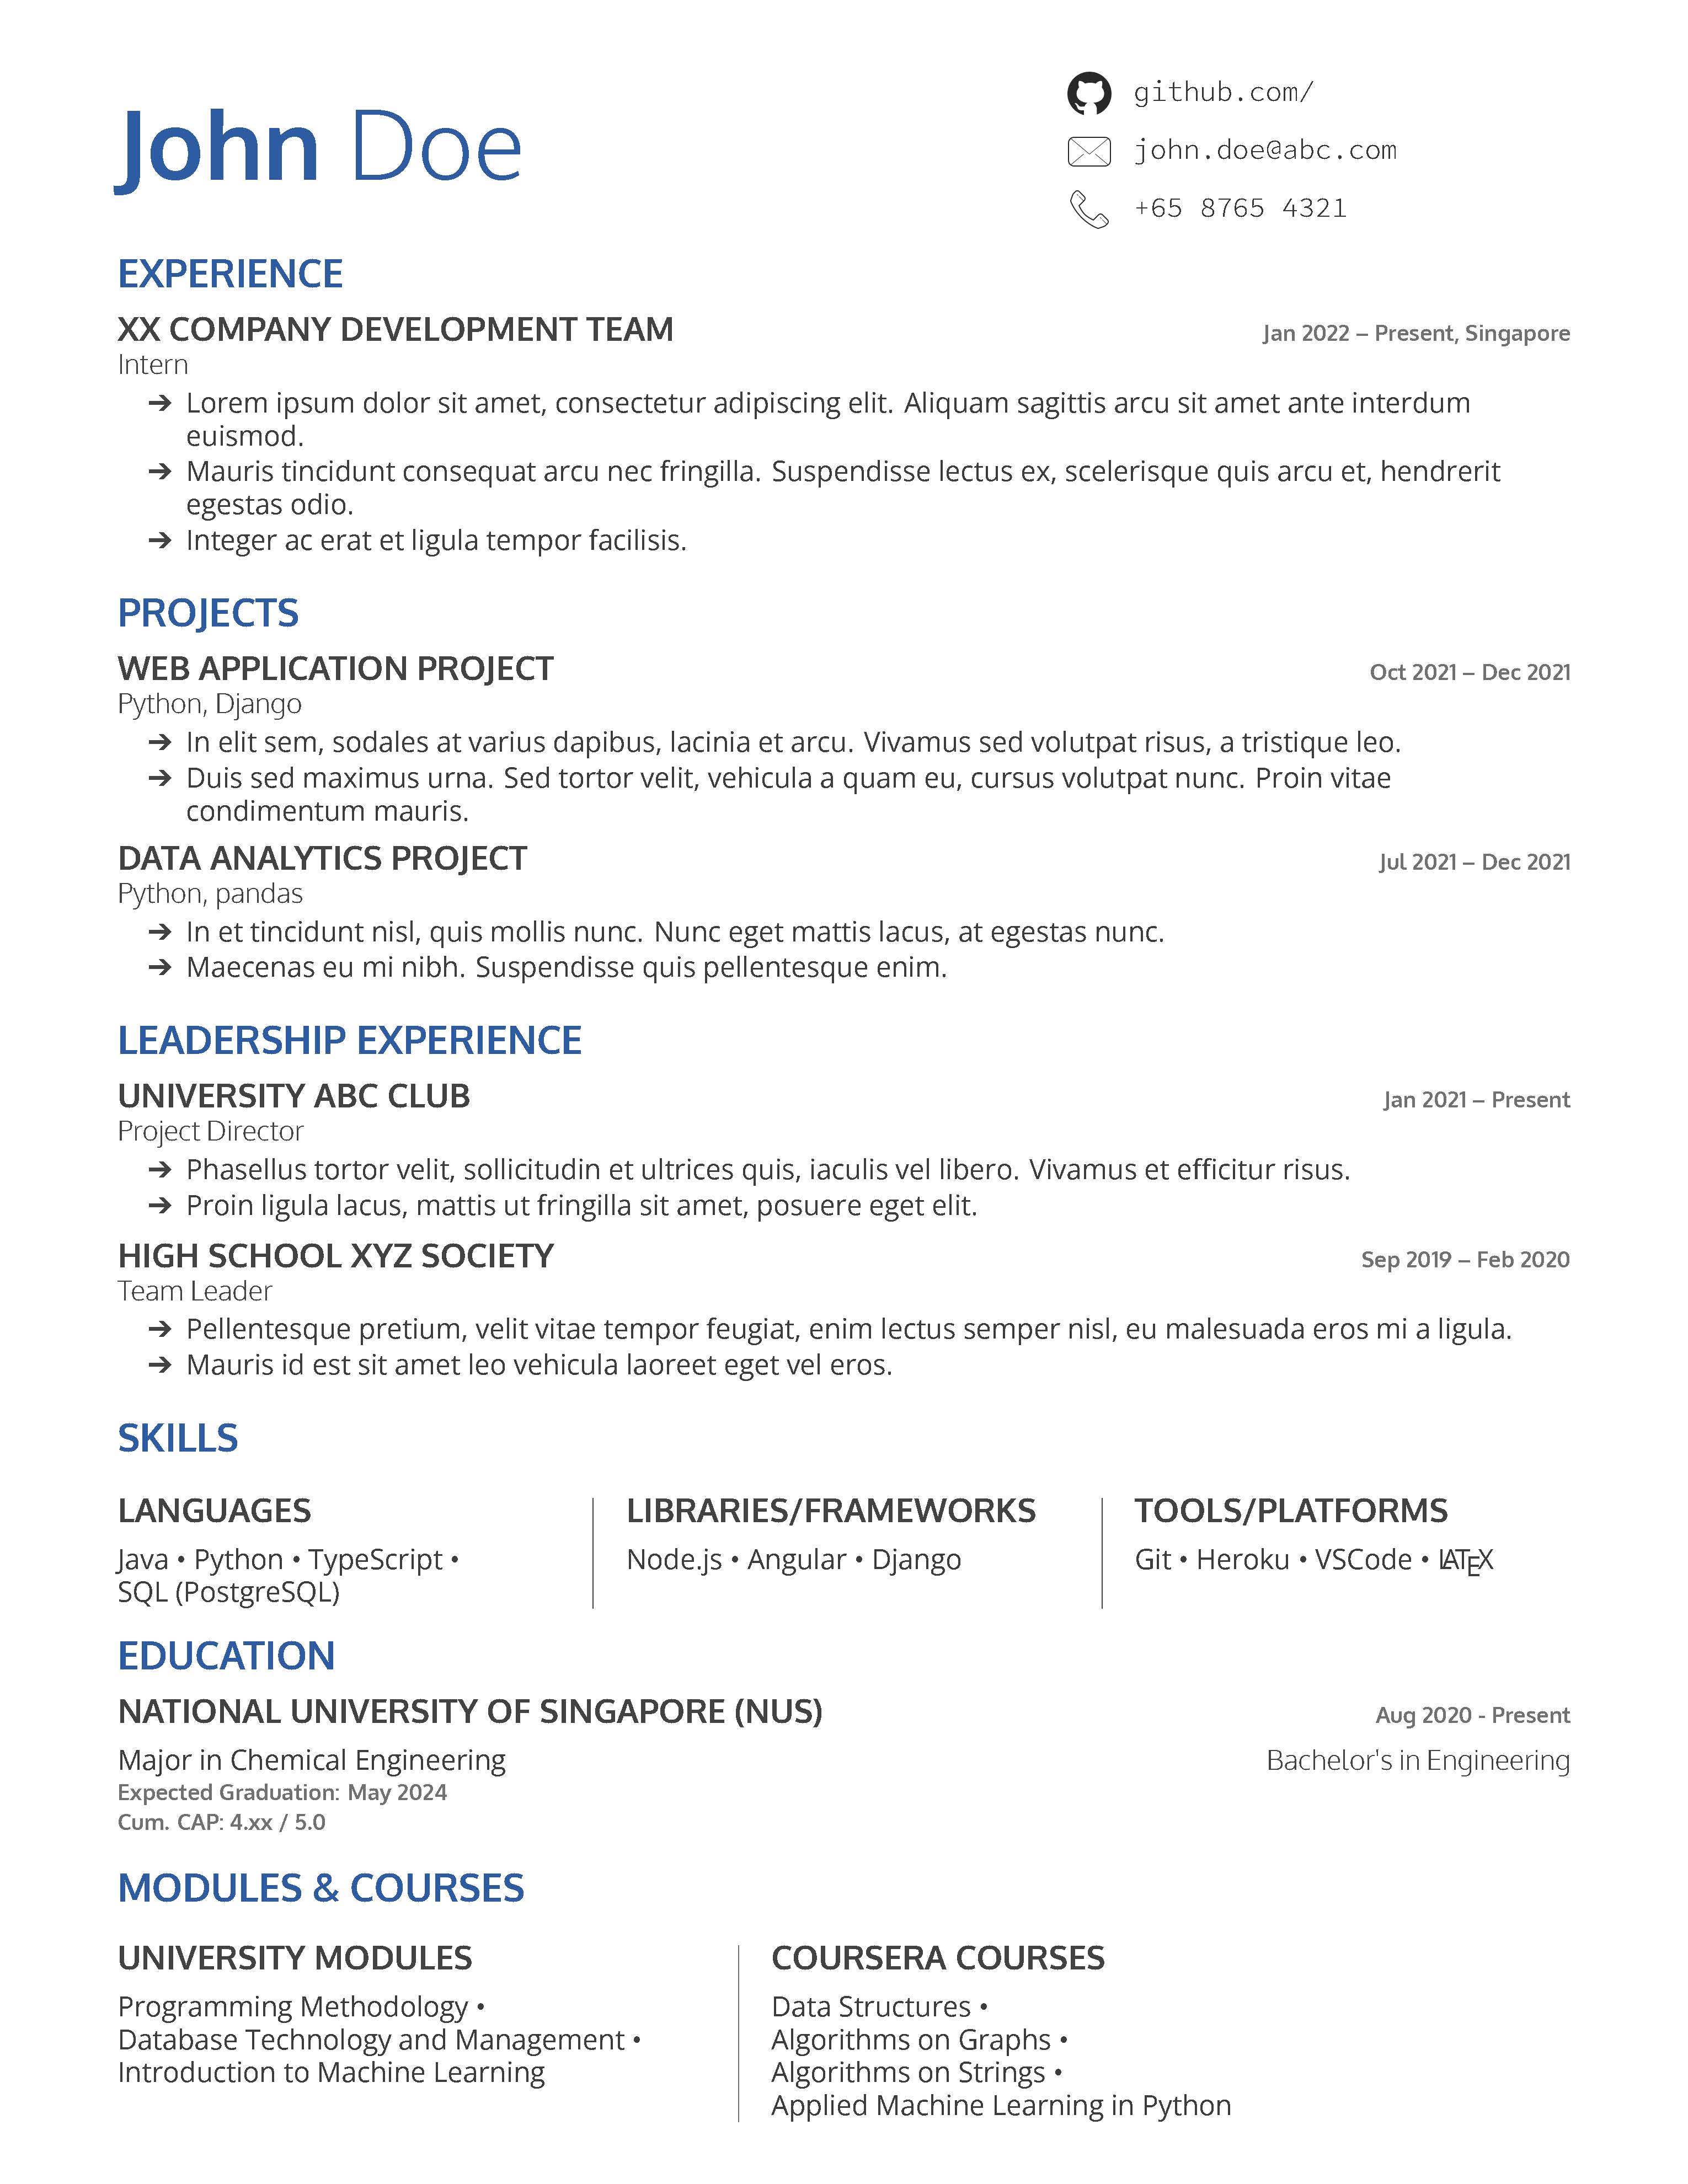 John Doe
github.com/
john.doe@abc.com
+65 8765 4321
EXPERIENCE
XX COMPANY DEVELOPMENT TEAM Jan 2022 – Present, Singapore
Intern
➔ Lorem ipsum dolor sit amet, consectetur adipiscing elit. Aliquam sagittis arcu sit amet ante interdum
euismod.
➔ Mauris tincidunt consequat arcu nec fringilla. Suspendisse lectus ex, scelerisque quis arcu et, hendrerit
egestas odio.
➔ Integer ac erat et ligula tempor facilisis.
PROJECTS
WEB APPLICATION PROJECT Oct 2021 – Dec 2021
Python, Django
➔ In elit sem, sodales at varius dapibus, lacinia et arcu. Vivamus sed volutpat risus, a tristique leo.
➔ Duis sed maximus urna. Sed tortor velit, vehicula a quam eu, cursus volutpat nunc. Proin vitae
condimentum mauris.
DATA ANALYTICS PROJECT Jul 2021 – Dec 2021
Python, pandas
➔ In et tincidunt nisl, quis mollis nunc. Nunc eget mattis lacus, at egestas nunc.
➔ Maecenas eu mi nibh. Suspendisse quis pellentesque enim.
LEADERSHIP EXPERIENCE
UNIVERSITY ABC CLUB Jan 2021 – Present
Project Director
➔ Phasellus tortor velit, sollicitudin et ultrices quis, iaculis vel libero. Vivamus et efficitur risus.
➔ Proin ligula lacus, mattis ut fringilla sit amet, posuere eget elit.
HIGH SCHOOL XYZ SOCIETY Sep 2019 – Feb 2020
Team Leader
➔ Pellentesque pretium, velit vitae tempor feugiat, enim lectus semper nisl, eu malesuada eros mi a ligula.
➔ Mauris id est sit amet leo vehicula laoreet eget vel eros.
SKILLS
LANGUAGES
Java • Python • TypeScript •
SQL (PostgreSQL)
LIBRARIES/FRAMEWORKS
Node.js • Angular • Django
TOOLS/PLATFORMS
Git • Heroku • VSCode • LATEX
EDUCATION
NATIONAL UNIVERSITY OF SINGAPORE (NUS) Aug 2020 - Present
Major in Chemical Engineering Bachelor's in Engineering
Expected Graduation: May 2024
Cum. CAP: 4.xx / 5.0
MODULES & COURSES
UNIVERSITY MODULES
Programming Methodology •
Database Technology and Management •
Introduction to Machine Learning
COURSERA COURSES
Data Structures •
Algorithms on Graphs •
Algorithms on Strings •
Applied Machine Learning in Python